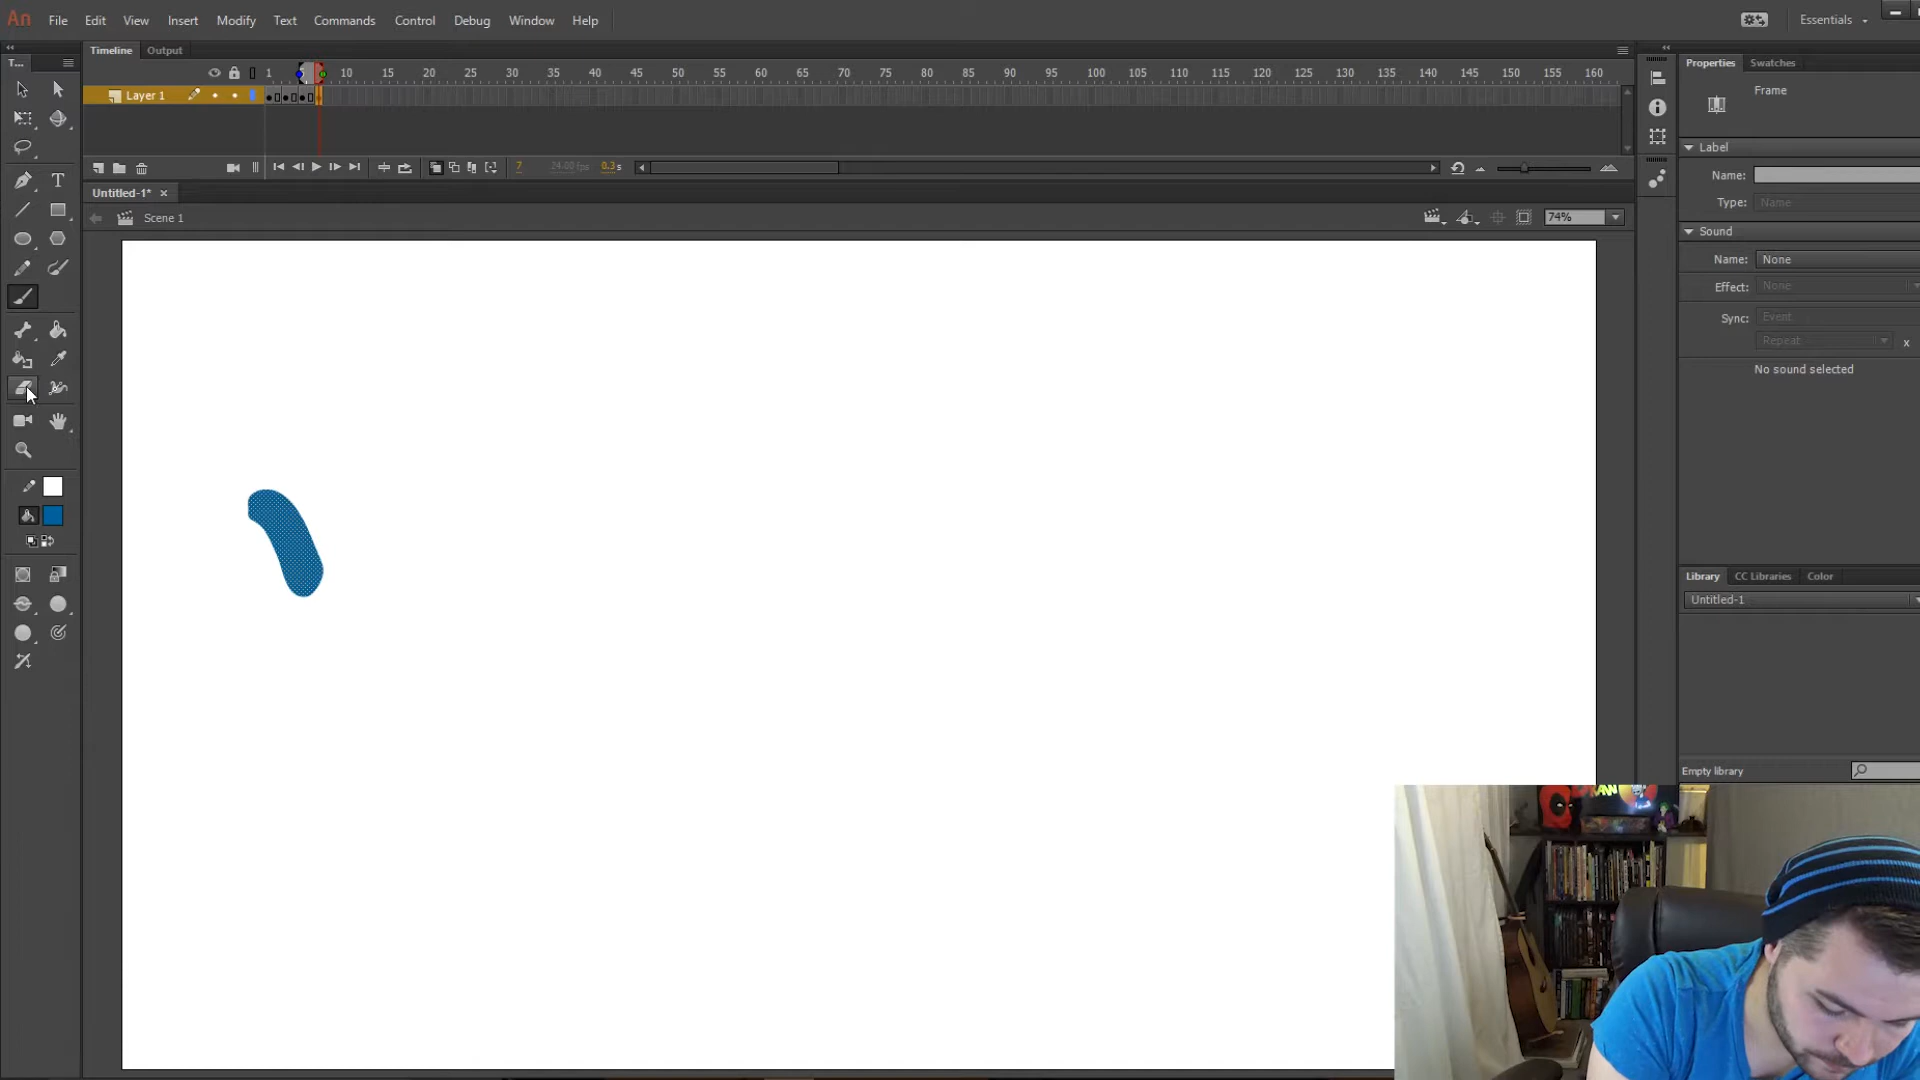 An File Edit View Insert Modify Text Commands Control Debug Window Help Essentials
Timeline Output
T... 1 10 15 20 25 30 35 40 45 50 55 60 65 70 75 80 85 90 95 100 105 110 115 120 125 130 135 140 145 150 155 160 Properties Swatches
Layer 1 Frame
Label
7 24.00 fps 0.3 s
Name:
Untitled-1* x
Type: Name
Scene 1 74%
Sound
Name: None
Effect: None
Sync: Event
Repeat x
No sound selected
T
Library CC Libraries Color
Untitled-1
Empty library
DRAW